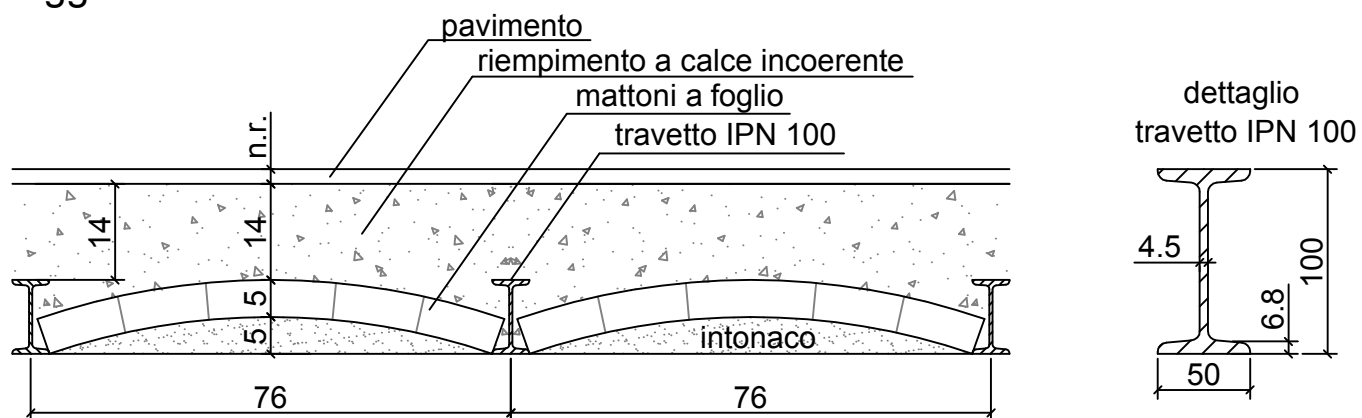 pavimento
riempimento a calce incoerente
mattoni a foglio
travetto IPN 100
n.r.
14
14
5
5
intonaco
76
76
dettaglio
travetto IPN 100
4.5
100
6.8
50